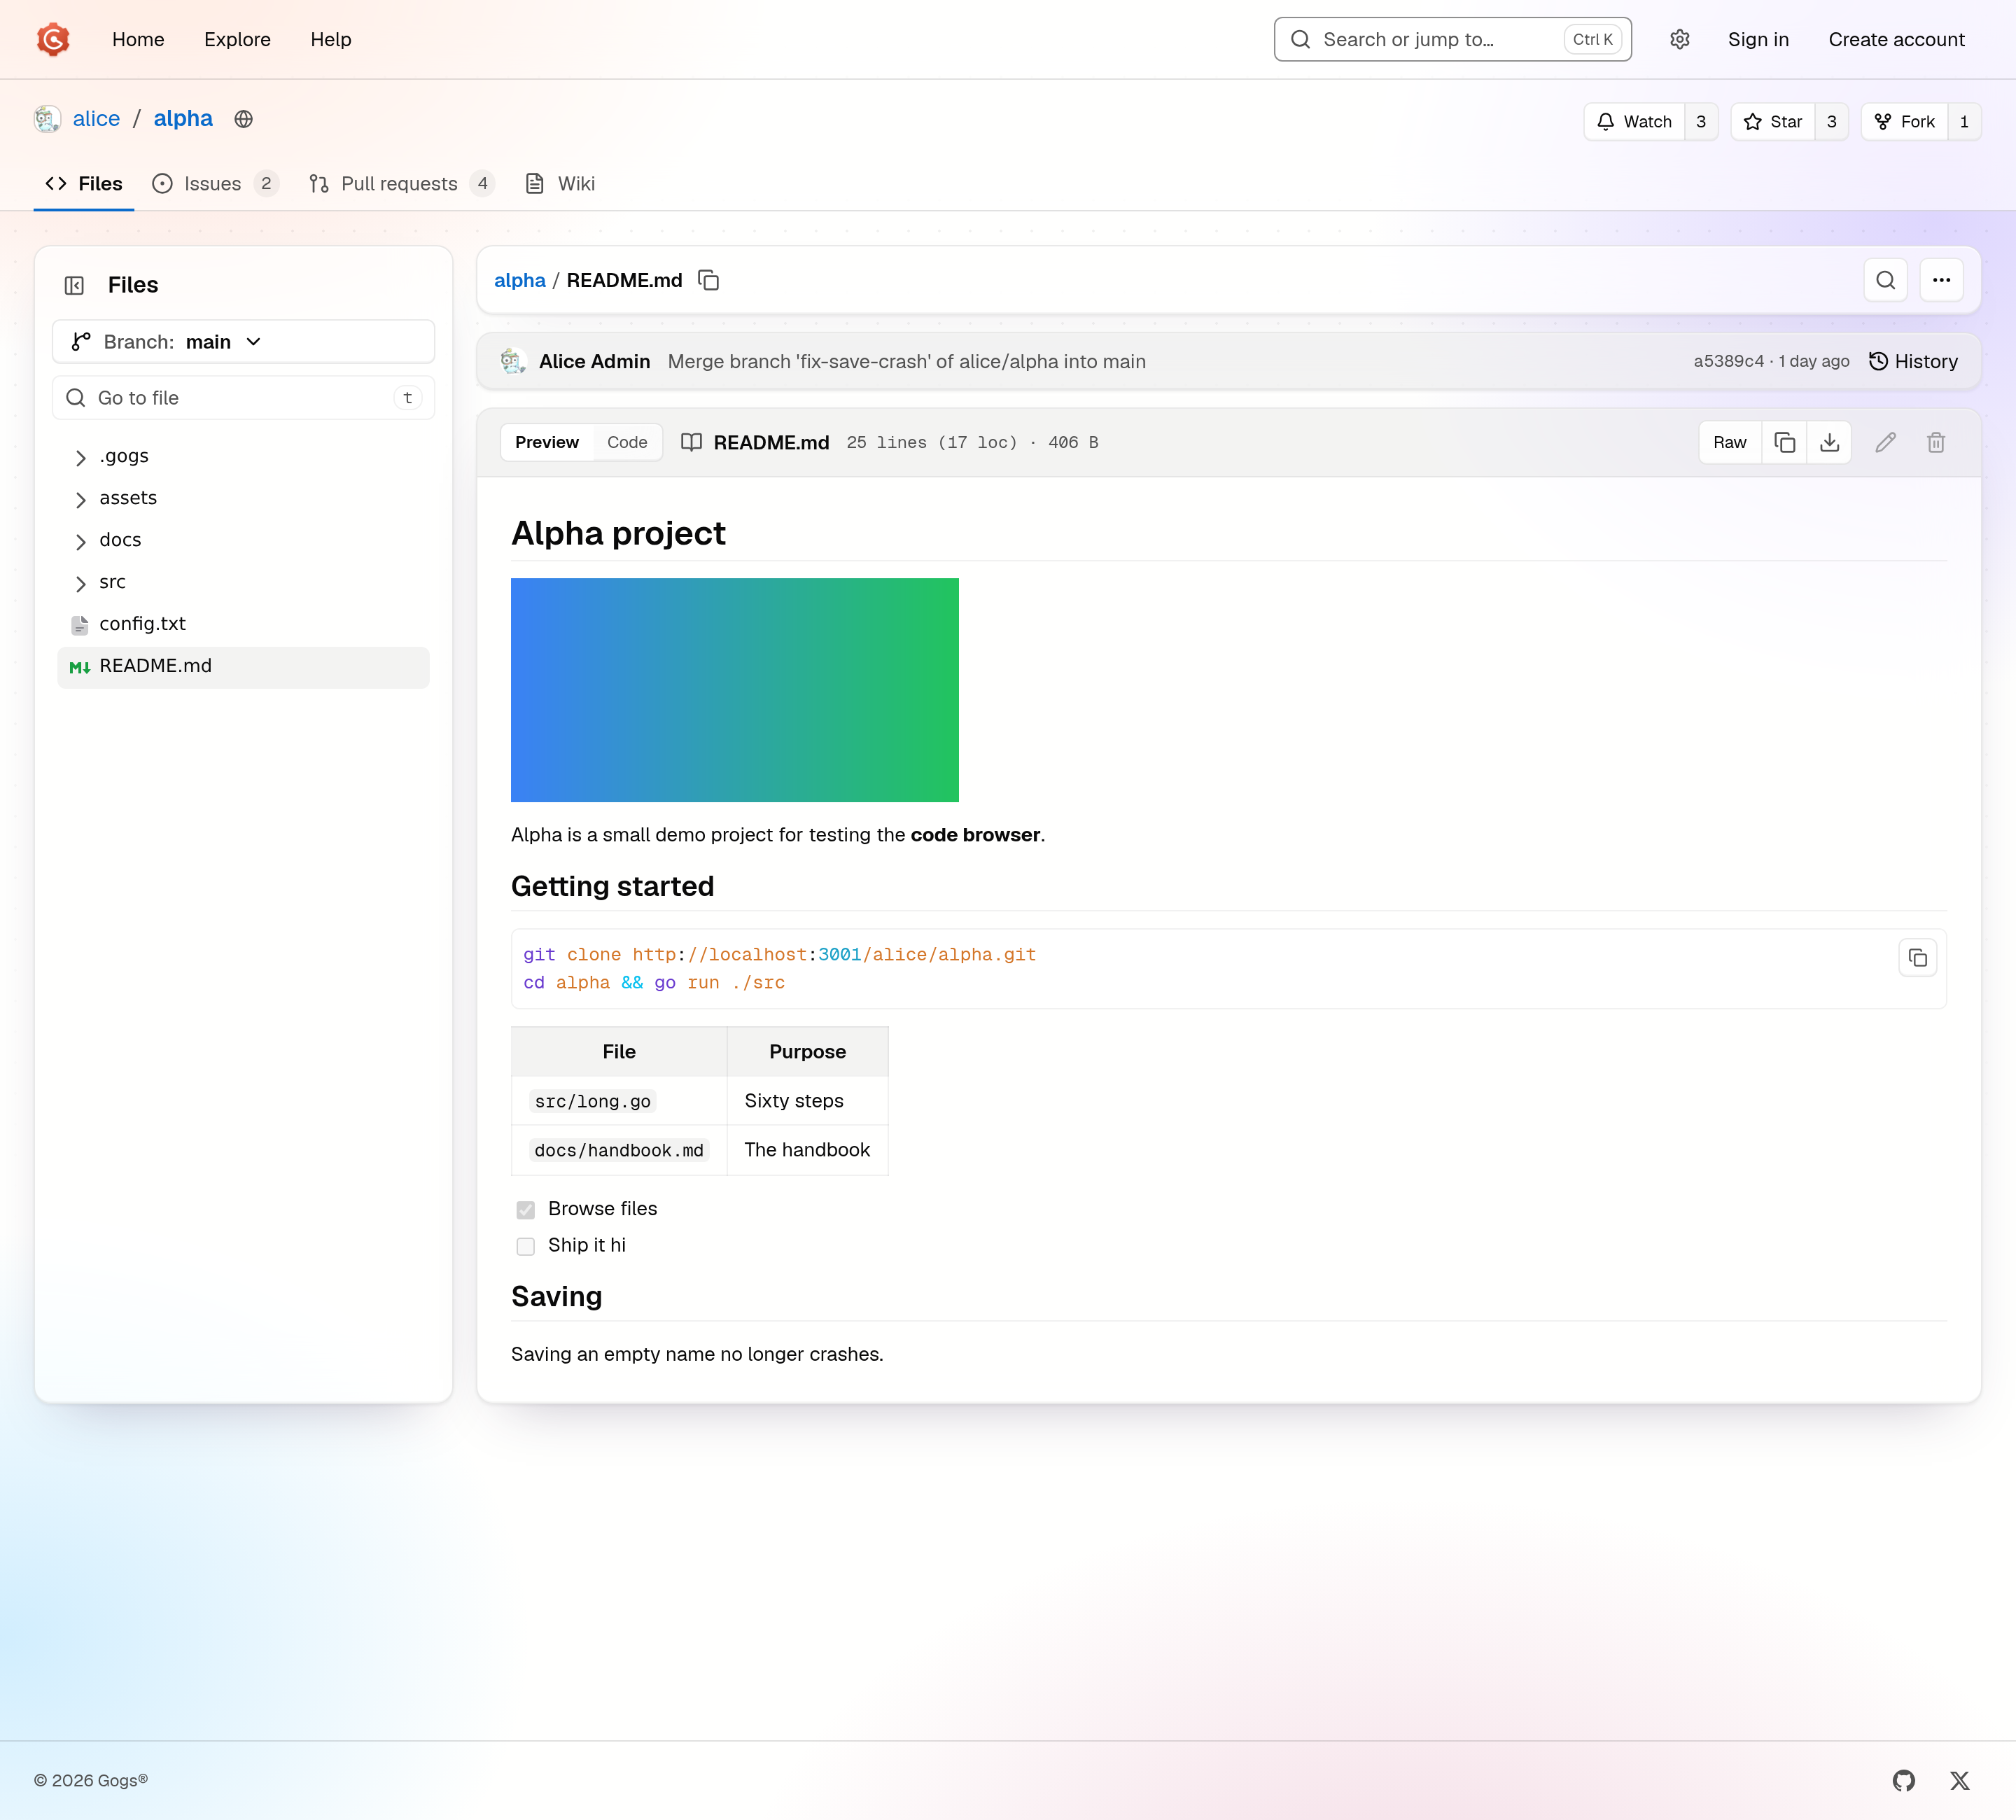 Home Explore Help Search or jump to... Ctrl K Sign in Create account
alice / alpha Watch 3 Star 3 Fork 1
Files Issues 2 Pull requests 4 Wiki
Files
Branch: main
Go to file t
.gogs
assets
docs
src
config.txt
README.md
alpha / README.md
Alice Admin Merge branch 'fix-save-crash' of alice/alpha into main a5389c4 · 1 day ago History
Preview Code README.md 25 lines (17 loc) · 406 B Raw
Alpha project
Alpha is a small demo project for testing the code browser.
Getting started
git clone http://localhost:3001/alice/alpha.git
cd alpha && go run ./src
File Purpose
src/long.go Sixty steps
docs/handbook.md The handbook
Browse files
Ship it hi
Saving
Saving an empty name no longer crashes.
© 2026 Gogs®